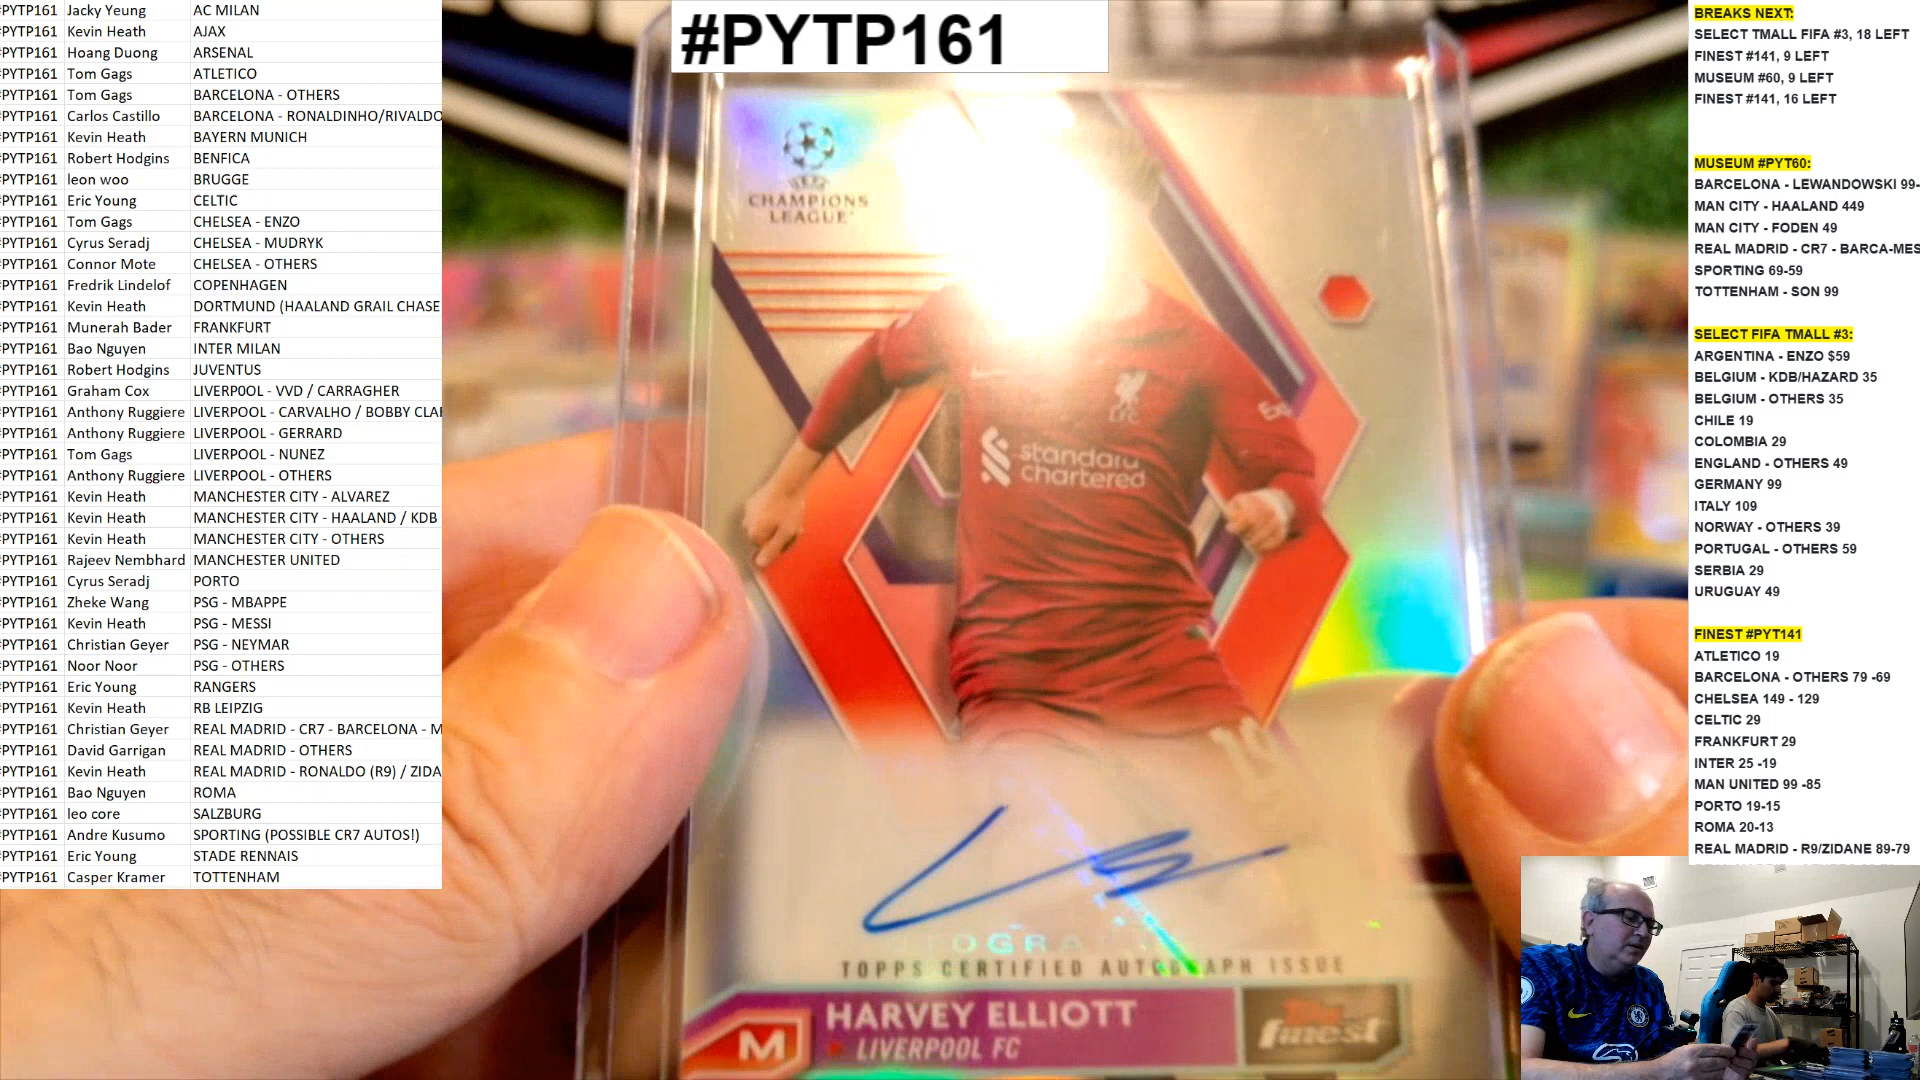 #PYTP161 Jacky Yeung AC MILAN
#PYTP161 Kevin Heath AJAX
#PYTP161 Hoang Duong ARSENAL
#PYTP161 Tom Gags ATLETICO
#PYTP161 Tom Gags BARCELONA - OTHERS
#PYTP161 Carlos Castillo BARCELONA - RONALDINHO/RIVALDO
#PYTP161 Kevin Heath BAYERN MUNICH
#PYTP161 Robert Hodgins BENFICA
#PYTP161 leon woo BRUGGE
#PYTP161 Eric Young CELTIC
#PYTP161 Tom Gags CHELSEA - ENZO
#PYTP161 Cyrus Seradj CHELSEA - MUDRYK
#PYTP161 Connor Mote CHELSEA - OTHERS
#PYTP161 Fredrik Lindelof COPENHAGEN
#PYTP161 Kevin Heath DORTMUND (HAALAND GRAIL CHASE
#PYTP161 Munerah Bader FRANKFURT
#PYTP161 Bao Nguyen INTER MILAN
#PYTP161 Robert Hodgins JUVENTUS
#PYTP161 Graham Cox LIVERP0OL - VVD / CARRAGHER
#PYTP161 Anthony Ruggiere LIVERPOOL - CARVALHO / BOBBY
#PYTP161 Anthony Ruggiere LIVERPOOL - GERRARD
#PYTP161 Tom Gags LIVERPOOL - NUNEZ
#PYTP161 Anthony Ruggiere LIVERPOOL - OTHERS
#PYTP161 Kevin Heath MANCHESTER CITY - ALVAREZ
#PYTP161 Kevin Heath MANCHESTER CITY - HAALAND / KDB
#PYTP161 Kevin Heath MANCHESTER CITY - OTHERS
#PYTP161 Rajeev Nembhard MANCHESTER UNITED
#PYTP161 Cyrus Seradj PORTO
#PYTP161 Zheke Wang PSG - MBAPPE
#PYTP161 Kevin Heath PSG - MESSI
#PYTP161 Christian Geyer PSG - NEYMAR
#PYTP161 Noor Noor PSG - OTHERS
#PYTP161 Eric Young RANGERS
#PYTP161 Kevin Heath RB LEIPZIG
#PYTP161 Christian Geyer REAL MADRID - CR7 - BARCELONA - M
#PYTP161 David Garrigan REAL MADRID - OTHERS
#PYTP161 Kevin Heath REAL MADRID - RONALDO (R9) / ZIDA
#PYTP161 Bao Nguyen ROMA
#PYTP161 leo core SALZBURG
#PYTP161 Andre Kusumo SPORTING (POSSIBLE CR7 AUTOS!)
#PYTP161 Eric Young STADE RENNAIS
#PYTP161 Casper Kramer TOTTENHAM
#PYTP161
UEFA
CHAMPIONS
LEAGUE
LFC
standard
chartered
TOPPS CERTIFIED AUTOGRAPH ISSUE
HARVEY ELLIOTT
M
LIVERPOOL FC
finest
BREAKS NEXT:
SELECT TMALL FIFA #3, 18 LEFT
FINEST #141, 9 LEFT
MUSEUM #60, 9 LEFT
FINEST #141, 16 LEFT
MUSEUM #PYT60:
BARCELONA - LEWANDOWSKI 99-
MAN CITY - HAALAND 449
MAN CITY - FODEN 49
REAL MADRID - CR7 - BARCA-MES
SPORTING 69-59
TOTTENHAM - SON 99
SELECT FIFA TMALL #3:
ARGENTINA - ENZO $59
BELGIUM - KDB/HAZARD 35
BELGIUM - OTHERS 35
CHILE 19
COLOMBIA 29
ENGLAND - OTHERS 49
GERMANY 99
ITALY 109
NORWAY - OTHERS 39
PORTUGAL - OTHERS 59
SERBIA 29
URUGUAY 49
FINEST #PYT141
ATLETICO 19
BARCELONA - OTHERS 79 -69
CHELSEA 149 - 129
CELTIC 29
FRANKFURT 29
INTER 25 -19
MAN UNITED 99 -85
PORTO 19-15
ROMA 20-13
REAL MADRID - R9/ZIDANE 89-79